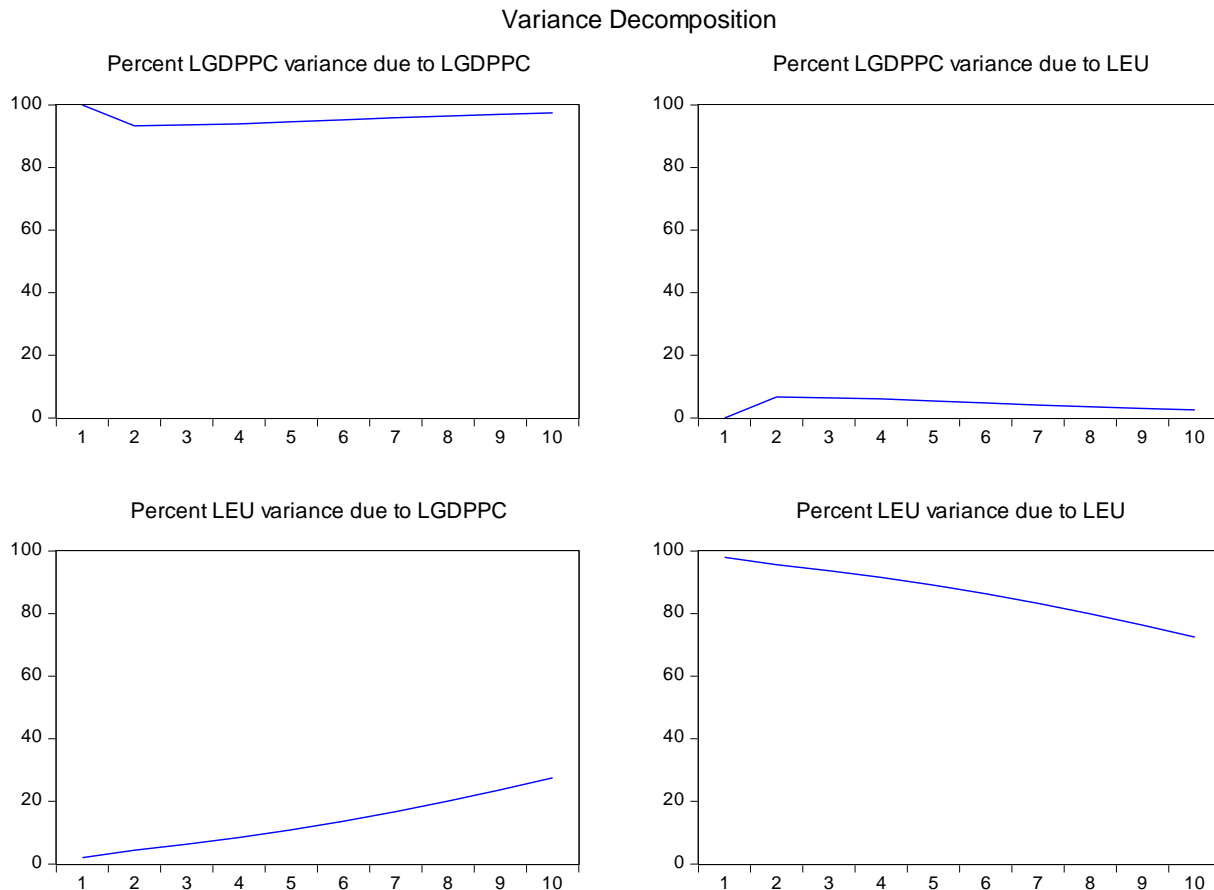 Variance Decomposition
Percent LGDPPC variance due to LGDPPC
100
80
60
40
20
0
1 2 3 4 5 6 7 8 9 10
Percent LGDPPC variance due to LEU
100
80
60
40
20
0
1 2 3 4 5 6 7 8 9 10
Percent LEU variance due to LGDPPC
100
80
60
40
20
0
1 2 3 4 5 6 7 8 9 10
Percent LEU variance due to LEU
100
80
60
40
20
0
1 2 3 4 5 6 7 8 9 10